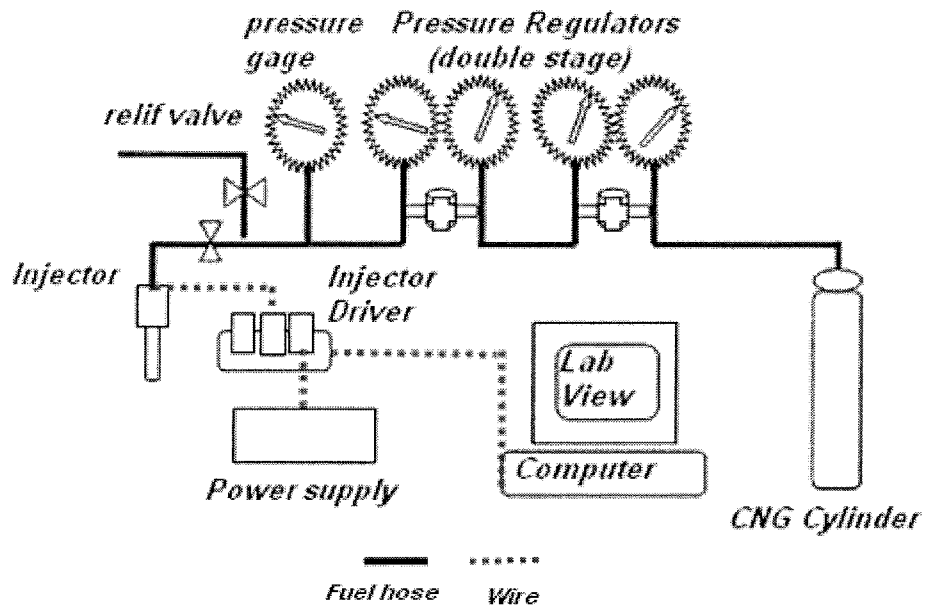 pressure gage
Pressure Regulators
(double stage)
relif valve
Injector
Injector
Driver
Lab
View
Computer
Power supply
CNG Cylinder
Fuel hose
Wire